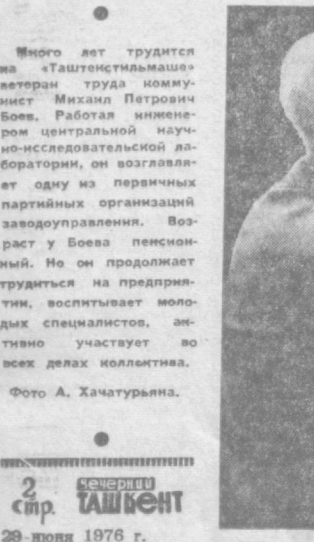 Много лет трудится
на «Таштекстильмаше»
ветеран труда комму-
нист Михаил Петрович
Боев. Работая инжене-
ром центральной науч-
но-исследовательской ла-
боратории, он возглавля-
ет одну из первичных
партийных организаций
заводоуправления. Воз-
раст у Боева пенсион-
ный. Но он продолжает
трудиться на предприя-
тии, воспитывает моло-
дых специалистов, ак-
тивно участвует во
всех делах коллектива.
Фото А. Хачатурьяна.
2
стр.
вечерний
ТАШКЕНТ
29 июня 1976 г.